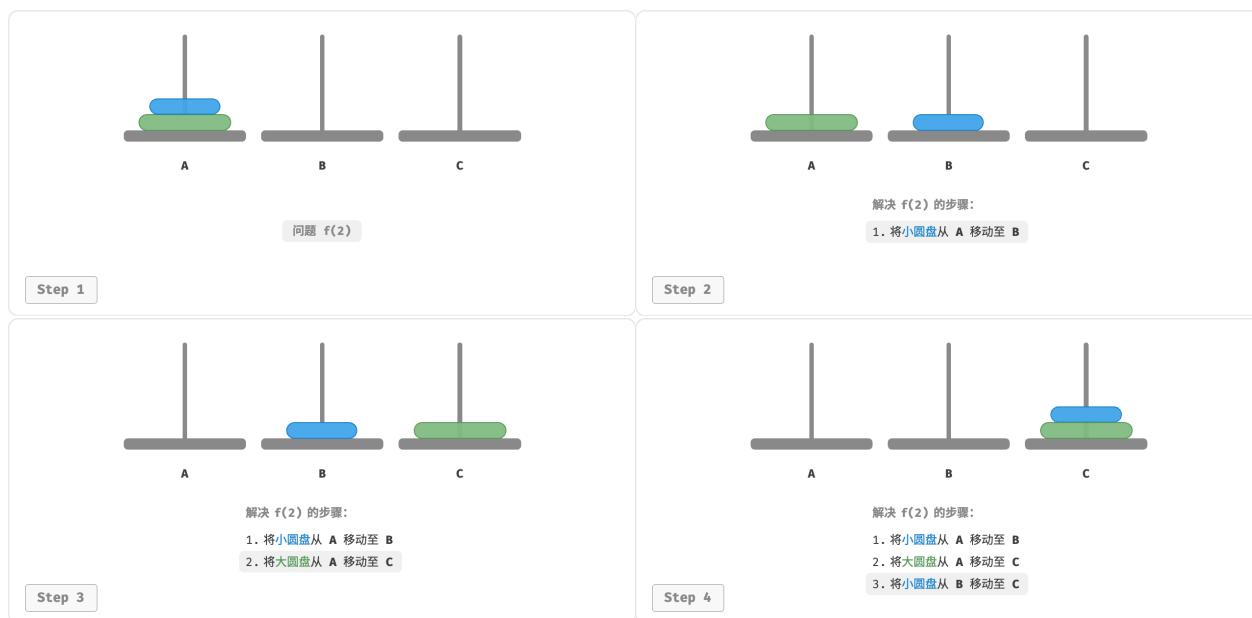 A B C
问题 f(2)
Step 1
A B C
解决 f(2) 的步骤：
1. 将小圆盘从 A 移动至 B
Step 2
A B C
解决 f(2) 的步骤：
1. 将小圆盘从 A 移动至 B
2. 将大圆盘从 A 移动至 C
Step 3
A B C
解决 f(2) 的步骤：
1. 将小圆盘从 A 移动至 B
2. 将大圆盘从 A 移动至 C
3. 将小圆盘从 B 移动至 C
Step 4